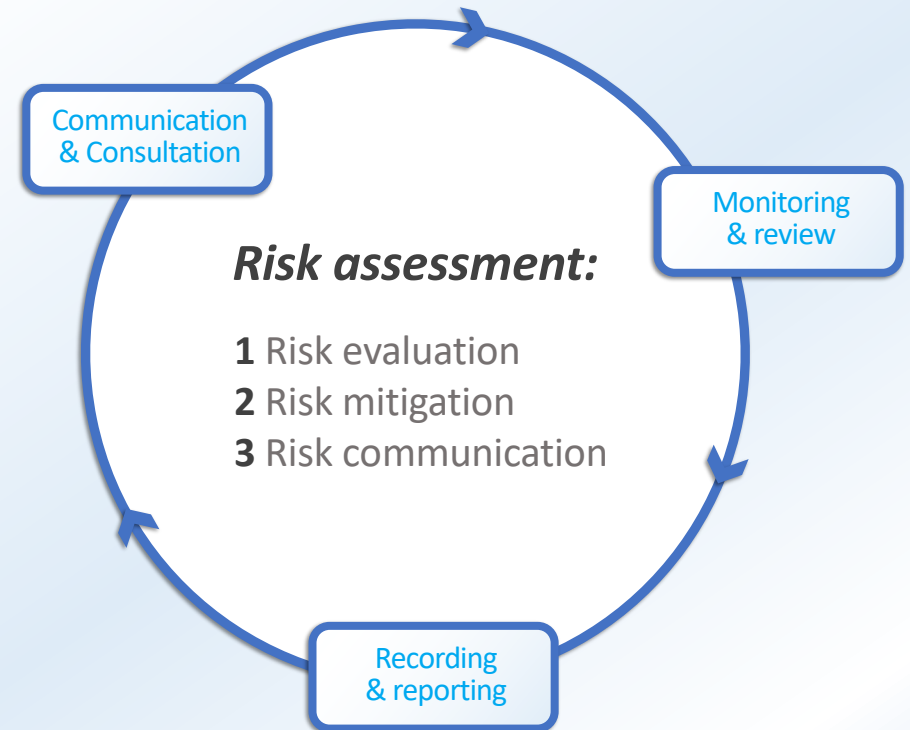 Communication
& Consultation
Monitoring
& review
Risk assessment:
1 Risk evaluation
2 Risk mitigation
3 Risk communication
Recording
& reporting